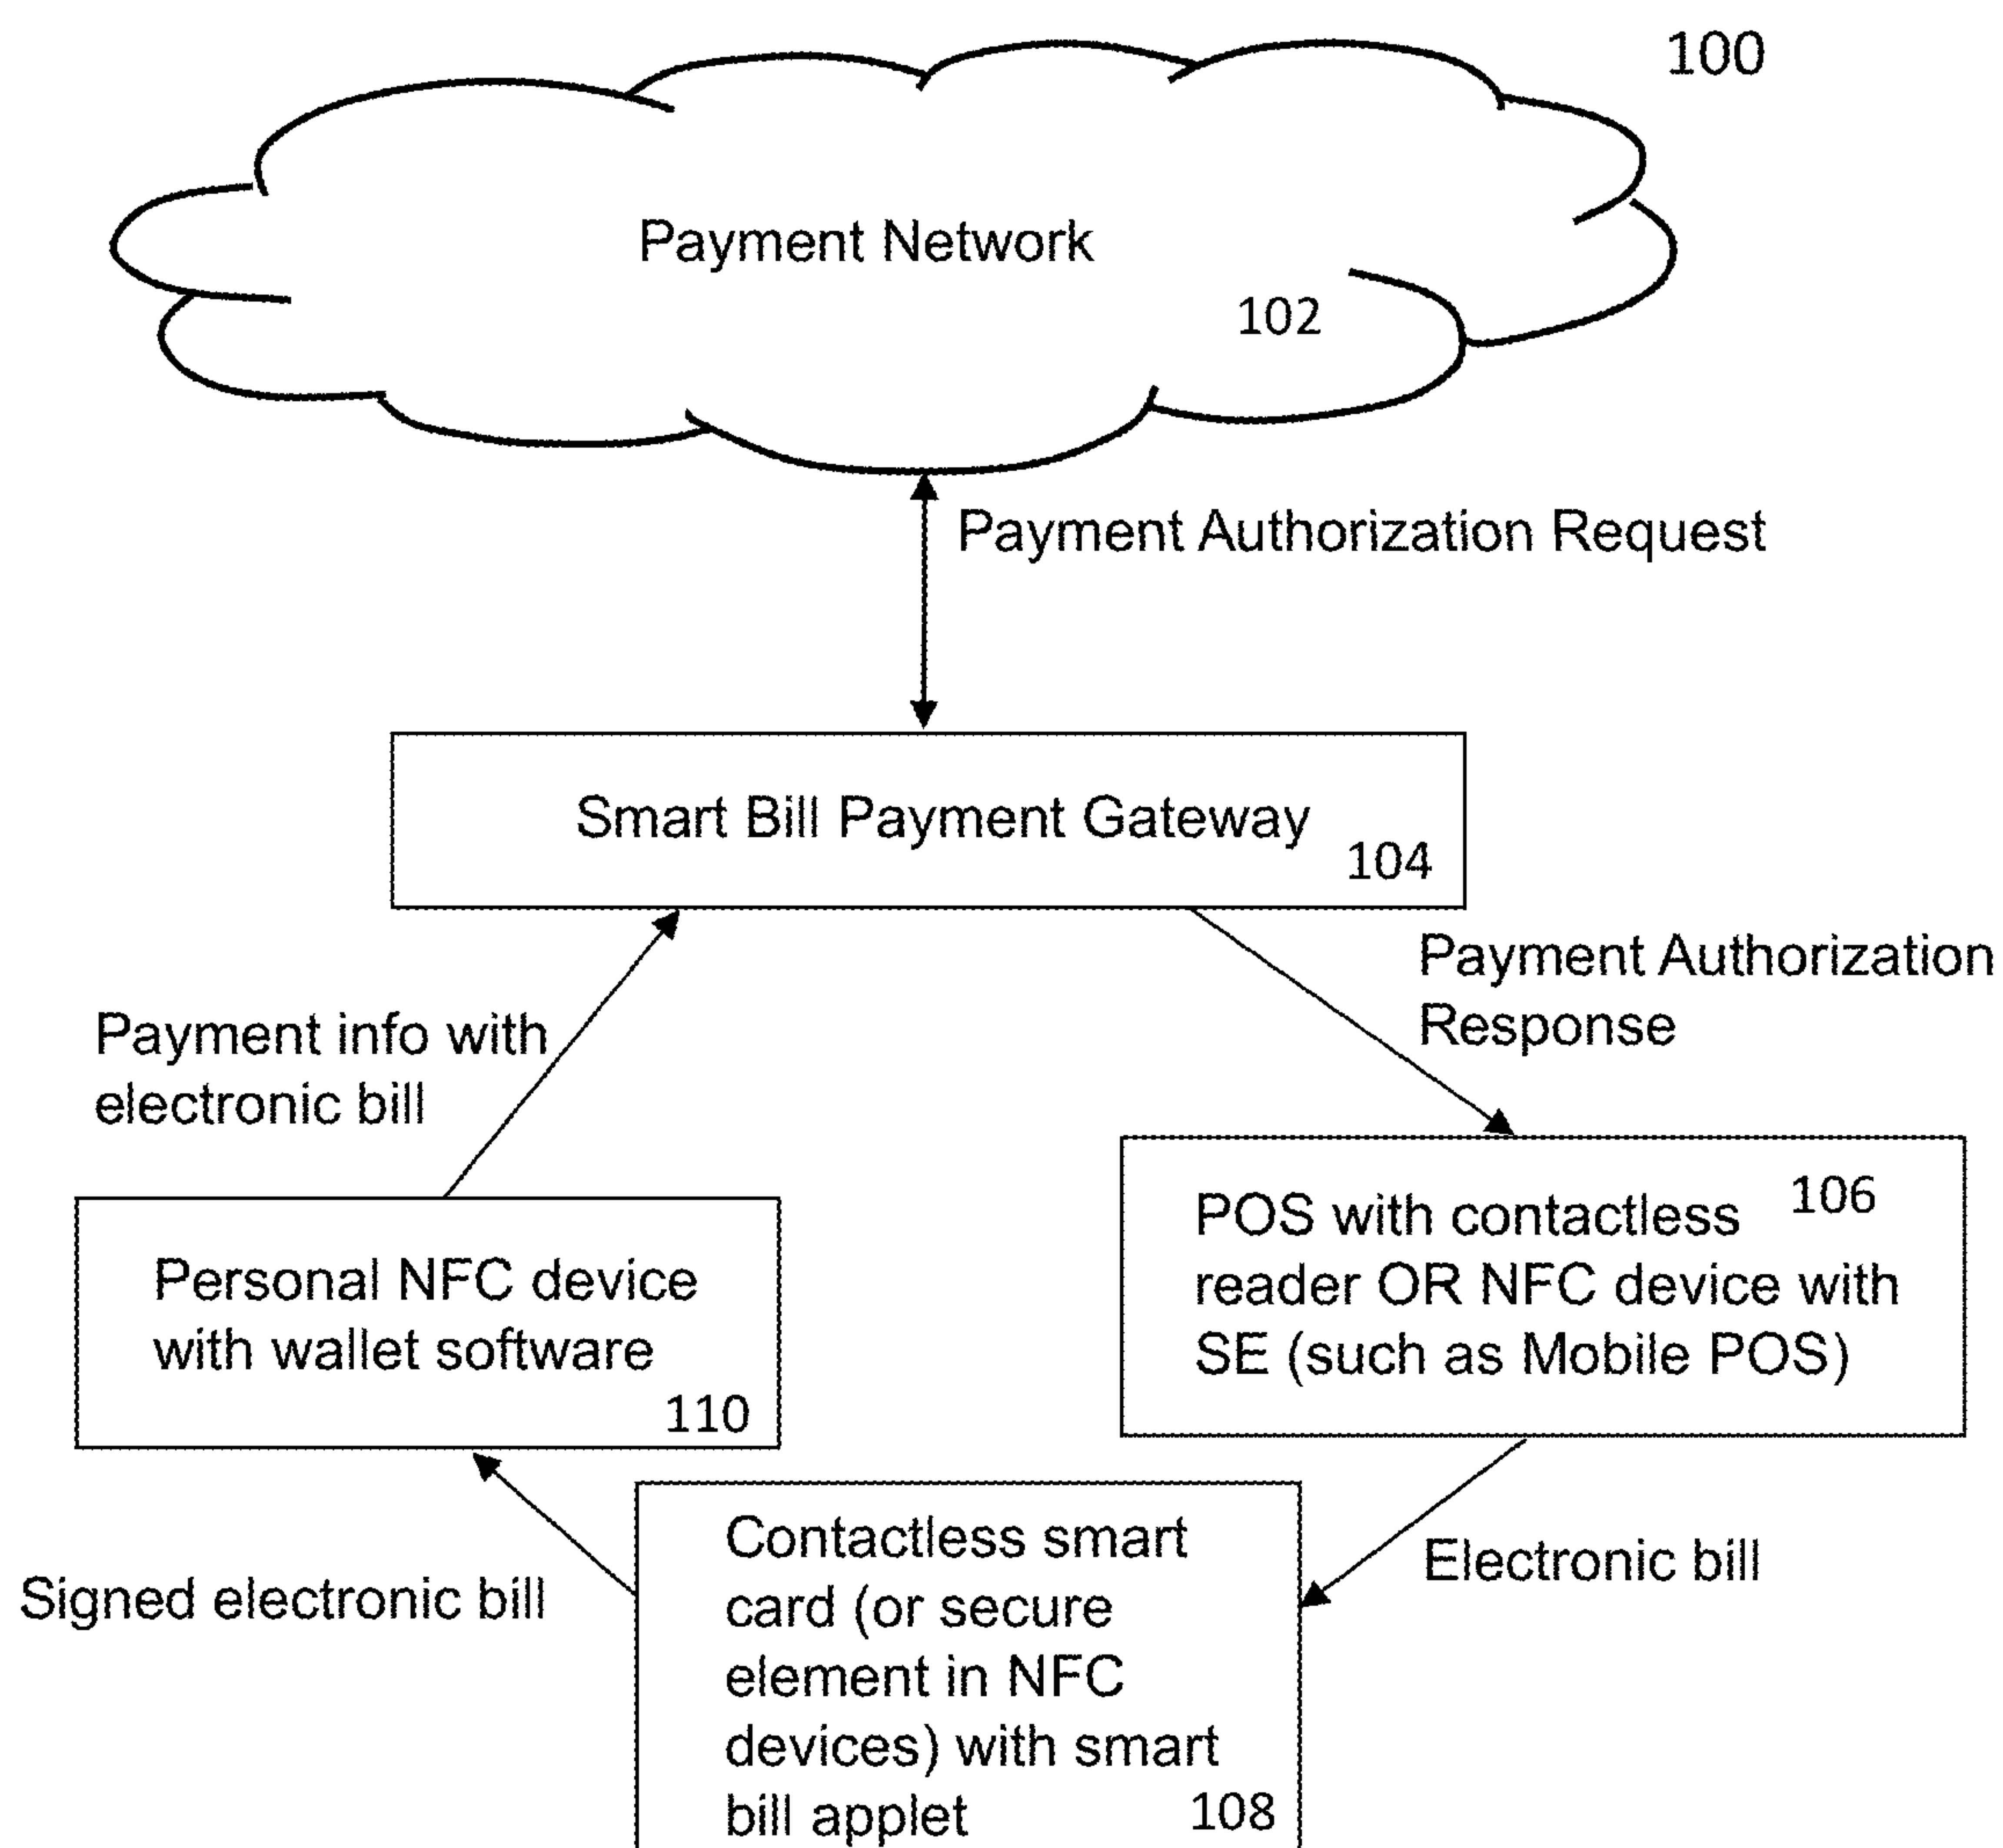 100
Payment Network
102
Payment Authorization Request
Smart Bill Payment Gateway
104
Payment Authorization
Response
Payment info with
electronic bill
POS with contactless 106
reader OR NFC device with
SE (such as Mobile POS)
Personal NFC device
with wallet software
110
Electronic bill
Signed electronic bill
Contactless smart
card (or secure
element in NFC
devices) with smart
bill applet 108